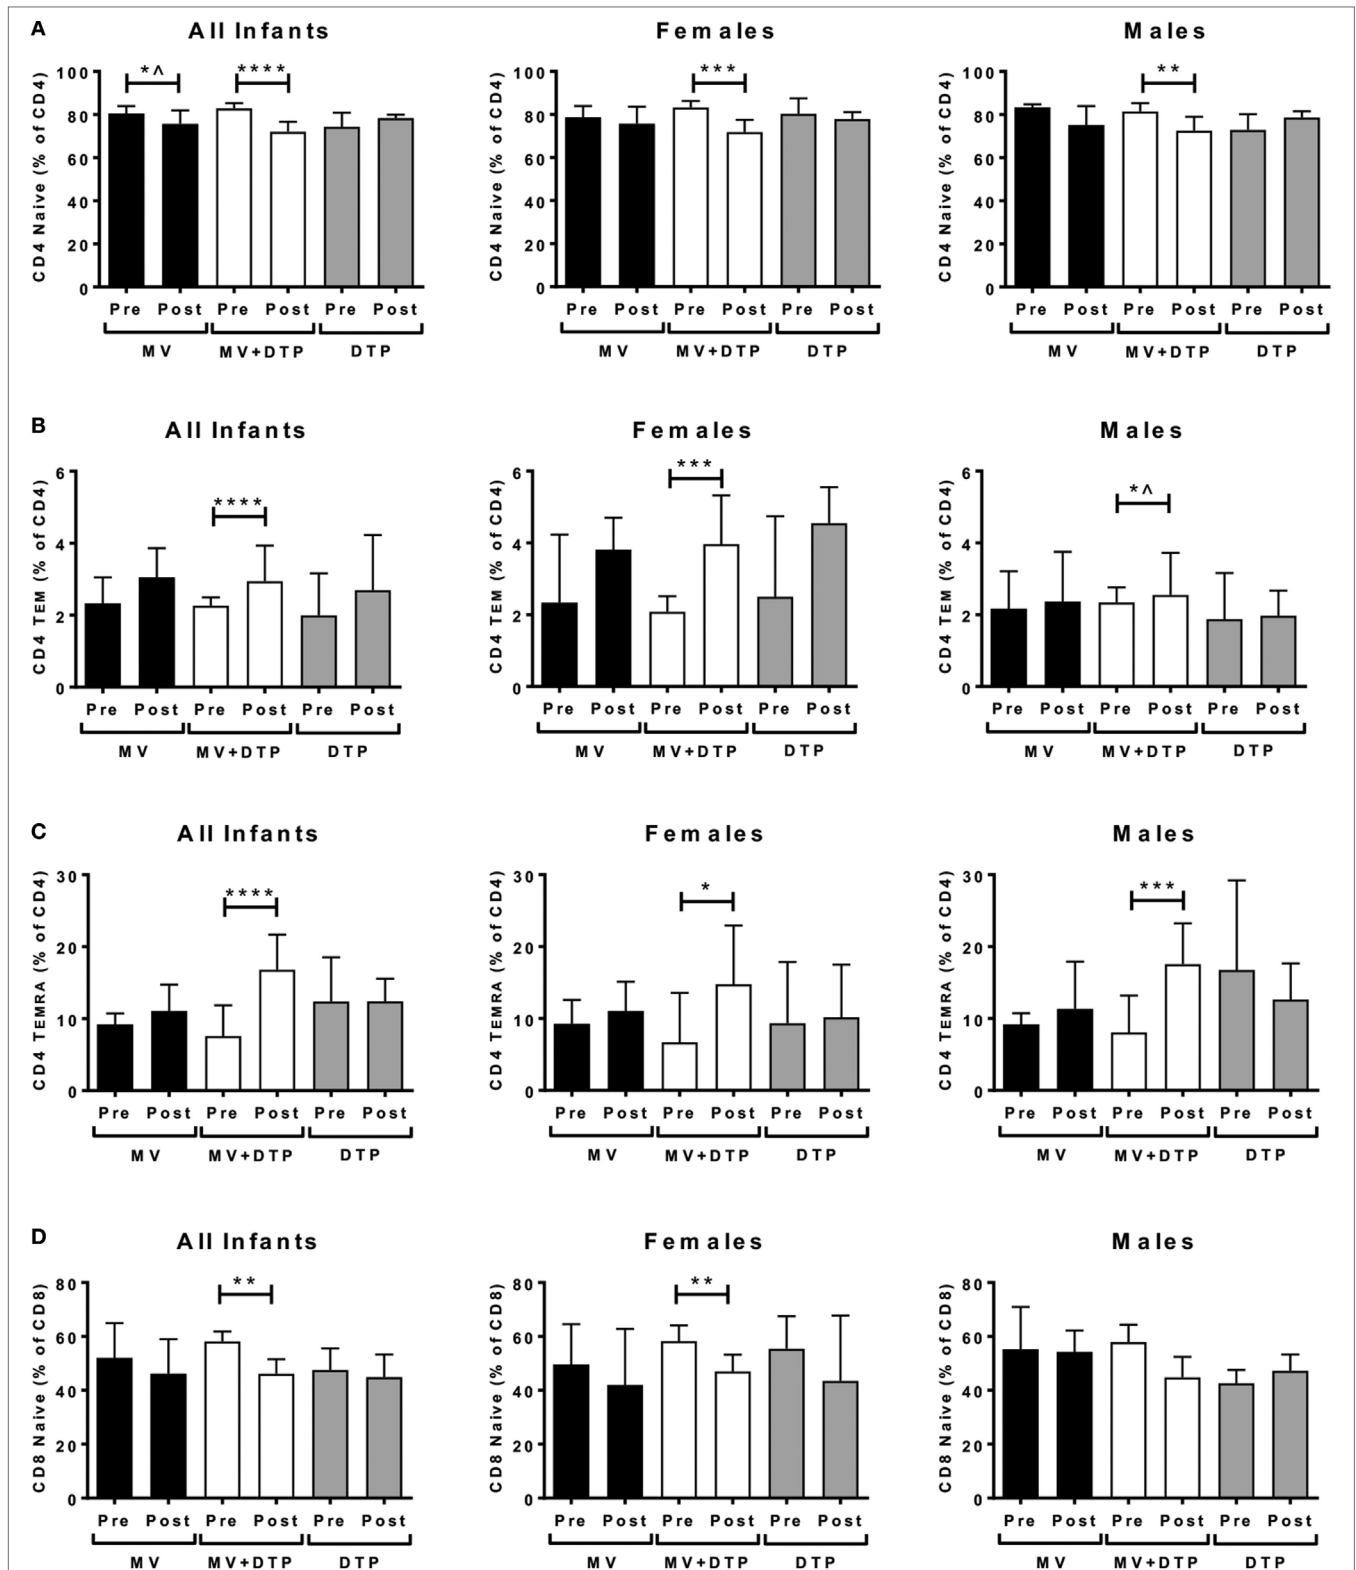 A
All Infants
Females
Males
CD4 Naive (% of CD4)
100
80
60
40
20
0
*^
****
Pre Post Pre Post Pre Post
MV MV+DTP DTP
CD4 Naive (% of CD4)
100
80
60
40
20
0
***
Pre Post Pre Post Pre Post
MV MV+DTP DTP
CD4 Naive (% of CD4)
100
80
60
40
20
0
**
Pre Post Pre Post Pre Post
MV MV+DTP DTP
B
All Infants
Females
Males
CD4 TEM (% of CD4)
6
4
2
0
****
Pre Post Pre Post Pre Post
MV MV+DTP DTP
CD4 TEM (% of CD4)
6
4
2
0
***
Pre Post Pre Post Pre Post
MV MV+DTP DTP
CD4 TEM (% of CD4)
6
4
2
0
*^
Pre Post Pre Post Pre Post
MV MV+DTP DTP
C
All Infants
Females
Males
CD4 TEMRA (% of CD4)
30
20
10
0
****
Pre Post Pre Post Pre Post
MV MV+DTP DTP
CD4 TEMRA (% of CD4)
30
20
10
0
*
Pre Post Pre Post Pre Post
MV MV+DTP DTP
CD4 TEMRA (% of CD4)
30
20
10
0
***
Pre Post Pre Post Pre Post
MV MV+DTP DTP
D
All Infants
Females
Males
CD8 Naive (% of CD8)
80
60
40
20
0
**
Pre Post Pre Post Pre Post
MV MV+DTP DTP
CD8 Naive (% of CD8)
80
60
40
20
0
**
Pre Post Pre Post Pre Post
MV MV+DTP DTP
CD8 Naive (% of CD8)
80
60
40
20
0
Pre Post Pre Post Pre Post
MV MV+DTP DTP